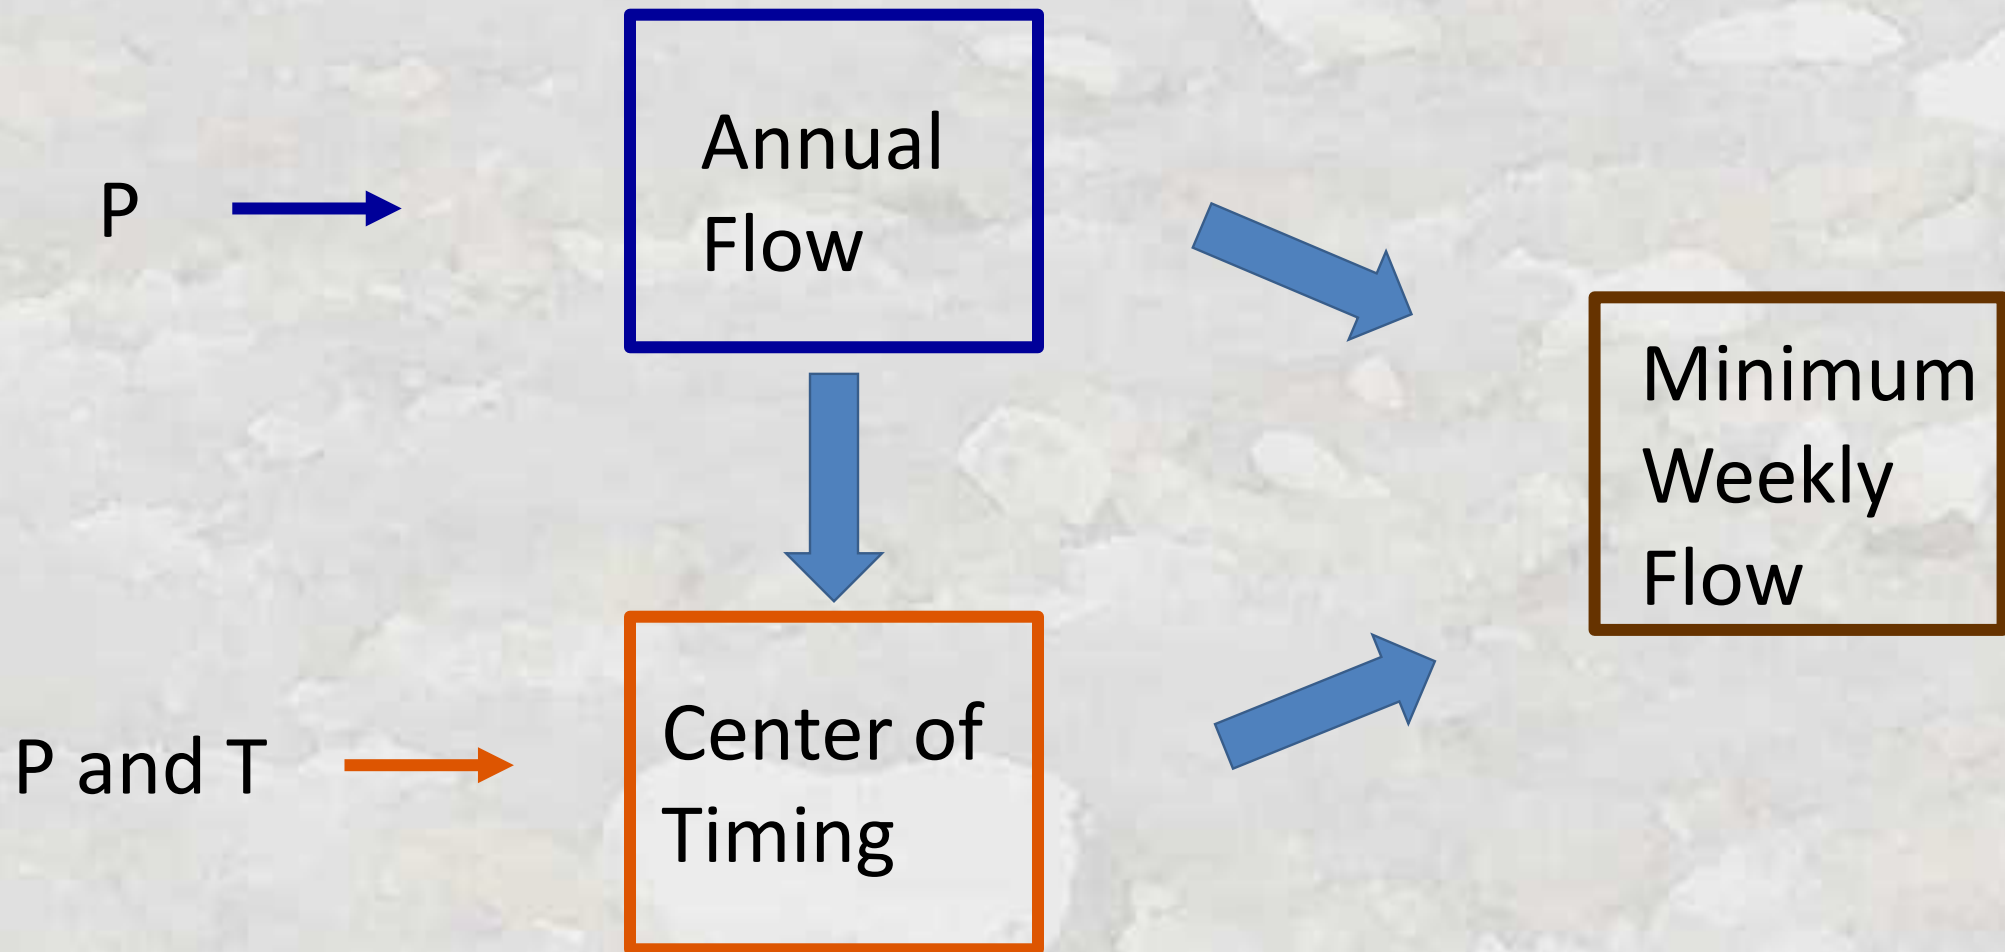 P
Annual
Flow
Minimum
Weekly
Flow
P and T
Center of
Timing